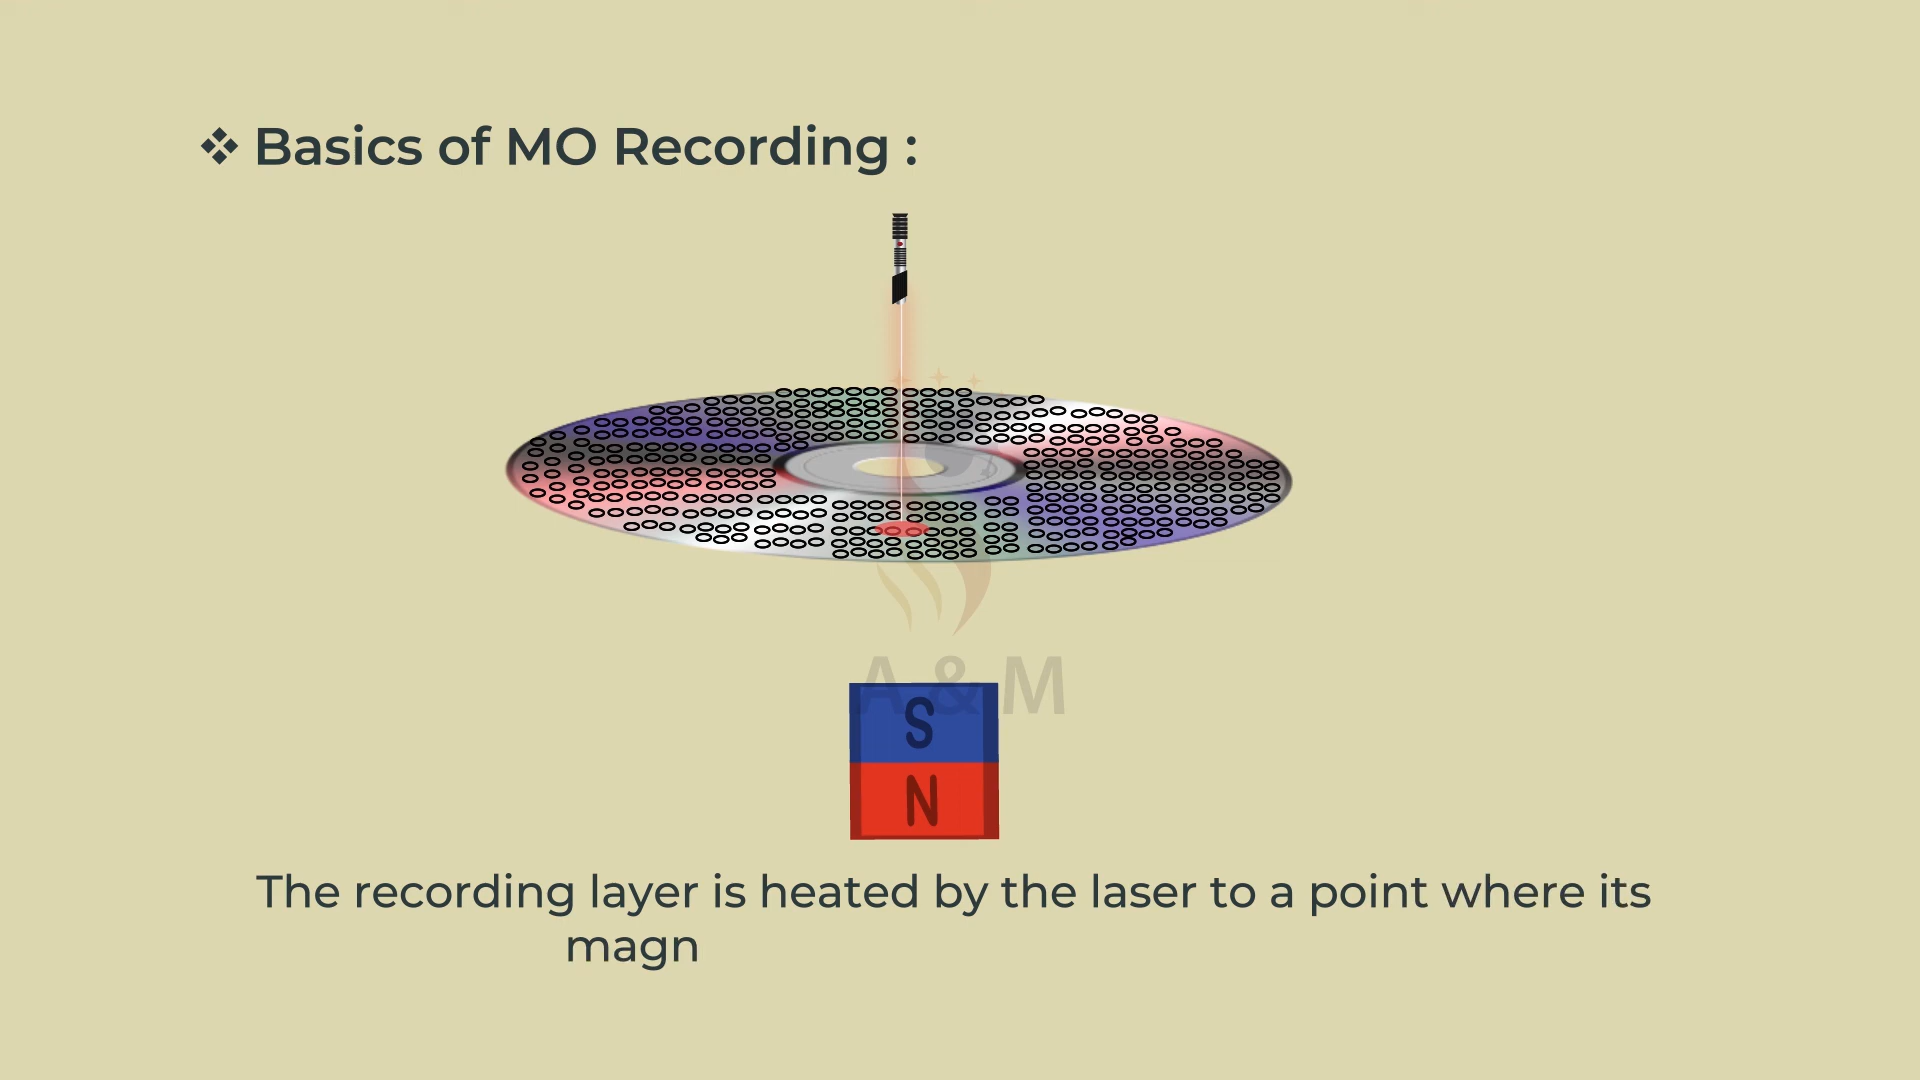 ❖ Basics of MO Recording :
A & M
S
N
The recording layer is heated by the laser to a point where its
magn